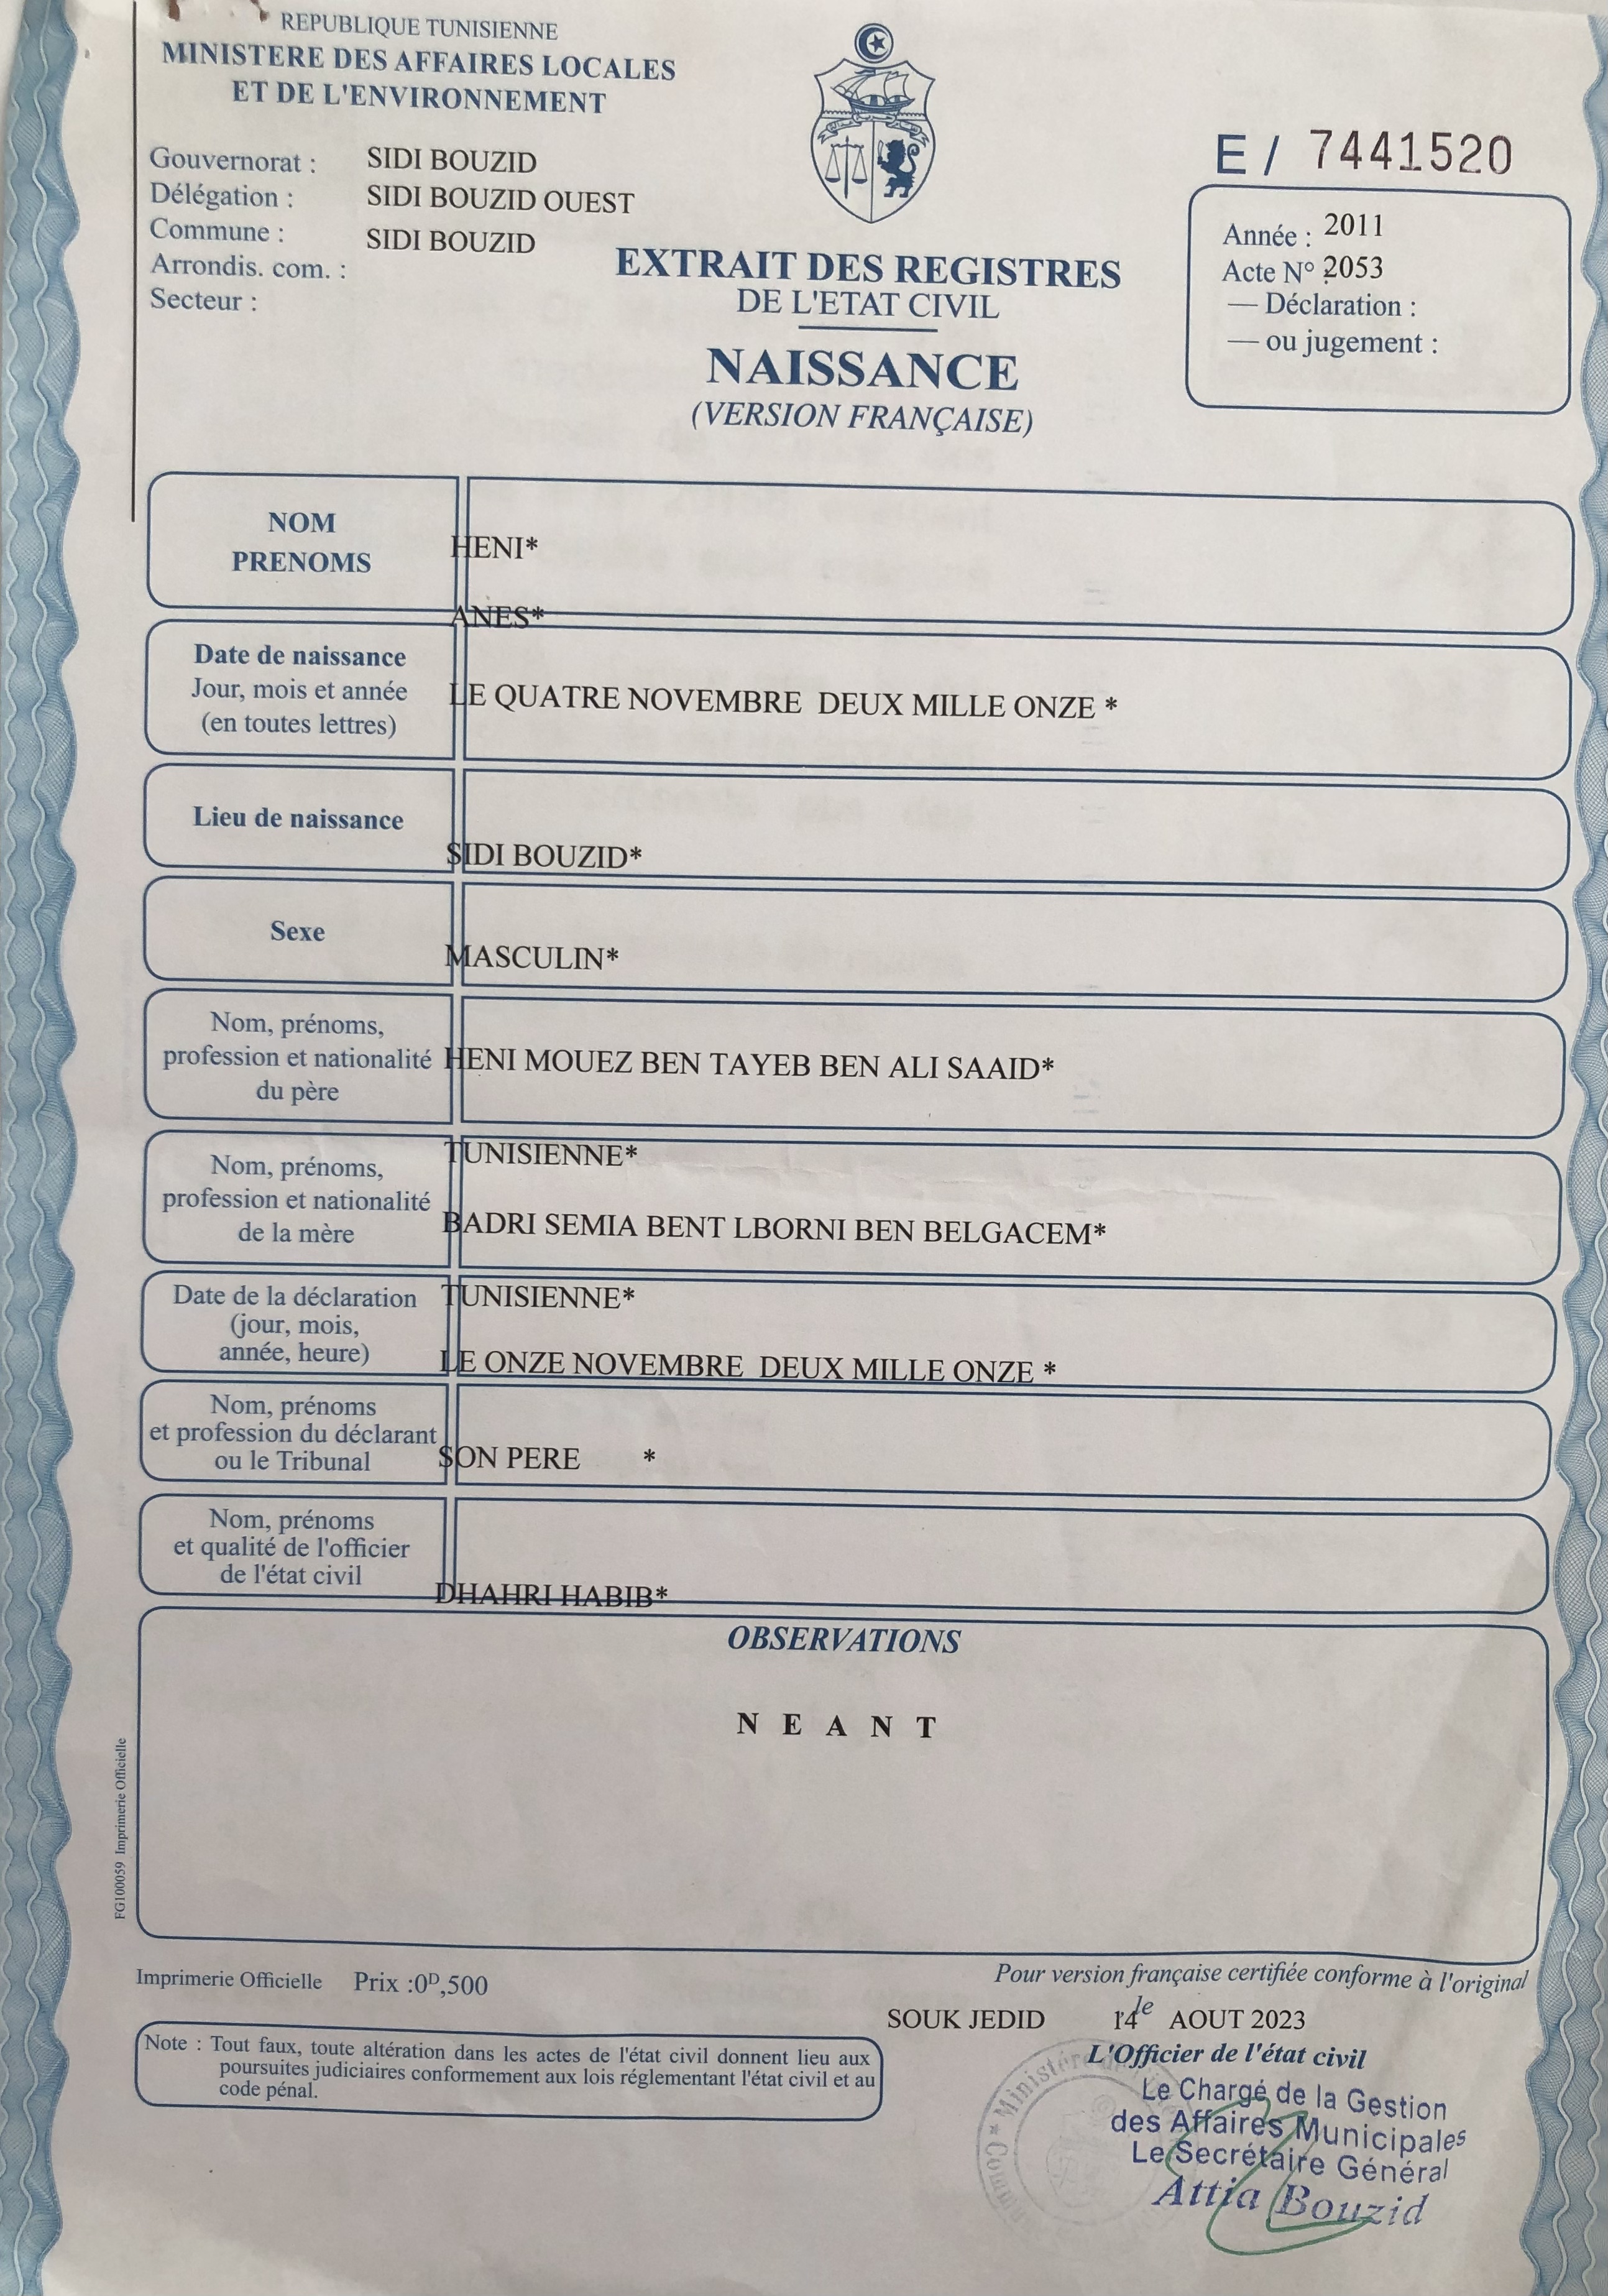 REPUBLIQUE TUNISIENNE
MINISTERE DES AFFAIRES LOCALES
ET DE L'ENVIRONNEMENT
Gouvernorat : SIDI BOUZID
Délégation : SIDI BOUZID OUEST
Commune : SIDI BOUZID
Arrondis. com. :
Secteur :
E / 7441520
Année : 2011
Acte N° : 2053
— Déclaration :
— ou jugement :
EXTRAIT DES REGISTRES
DE L'ETAT CIVIL
NAISSANCE
(VERSION FRANÇAISE)
NOM
PRENOMS
HENI*
ANES*
Date de naissance
Jour, mois et année
(en toutes lettres)
LE QUATRE NOVEMBRE DEUX MILLE ONZE *
Lieu de naissance
SIDI BOUZID*
Sexe
MASCULIN*
Nom, prénoms,
profession et nationalité
du père
HENI MOUEZ BEN TAYEB BEN ALI SAAID*
TUNISIENNE*
Nom, prénoms,
profession et nationalité
de la mère
BADRI SEMIA BENT LBORNI BEN BELGACEM*
TUNISIENNE*
Date de la déclaration
(jour, mois,
année, heure)
LE ONZE NOVEMBRE DEUX MILLE ONZE *
Nom, prénoms
et profession du déclarant
ou le Tribunal
SON PERE *
Nom, prénoms
et qualité de l'officier
de l'état civil
DHAHRI HABIB*
OBSERVATIONS
N E A N T
FG100059 Imprimerie Officielle
Imprimerie Officielle Prix :0D,500
Note : Tout faux, toute altération dans les actes de l'état civil donnent lieu aux
poursuites judiciaires conformement aux lois réglementant l'état civil et au
code pénal.
Pour version française certifiée conforme à l'original
SOUK JEDID le 14 AOUT 2023
L'Officier de l'état civil
Le Chargé de la Gestion
des Affaires Municipales
Le Secrétaire Général
Attia Bouzid